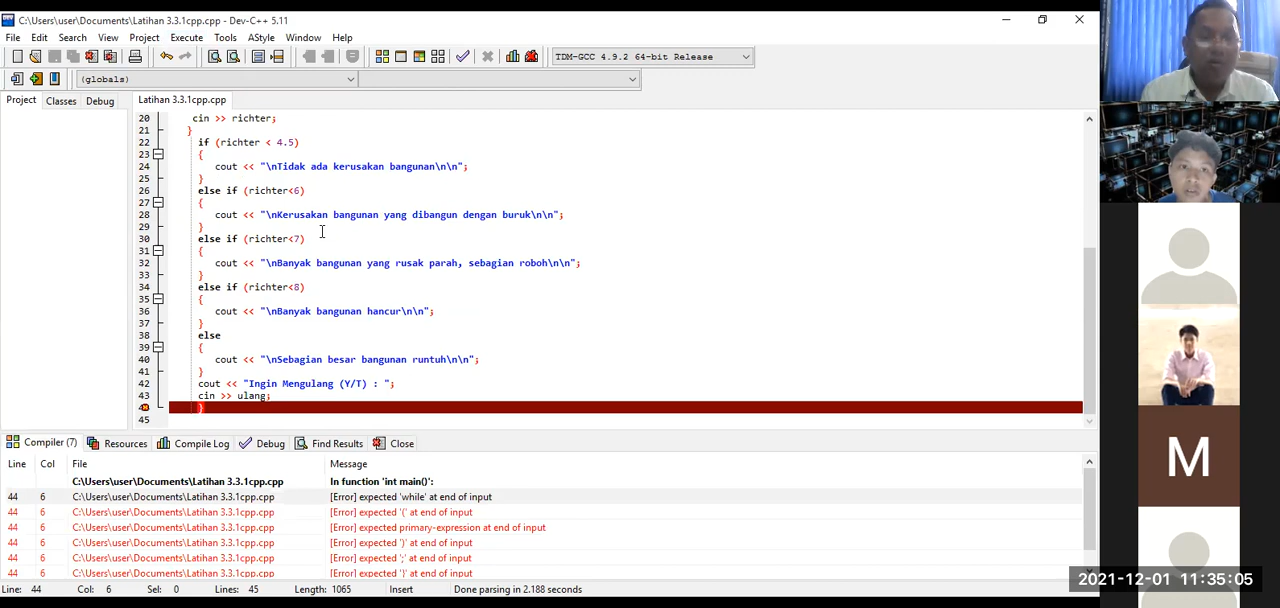 C:\Users\user\Documents\Latihan 3.3.1cpp.cpp - Dev-C++ 5.11
File Edit Search View Project Execute Tools AStyle Window Help
TDM-GCC 4.9.2 64-bit Release
(globals)
Project Classes Debug
Latihan 3.3.1cpp.cpp
20 cin >> richter;
21 }
22 if (richter < 4.5)
23 {
24 cout << "\nTidak ada kerusakan bangunan\n\n";
25 }
26 else if (richter<6)
27 {
28 cout << "\nKerusakan bangunan yang dibangun dengan buruk\n\n";
29 }
30 else if (richter<7)
31 {
32 cout << "\nBanyak bangunan yang rusak parah, sebagian roboh\n\n";
33 }
34 else if (richter<8)
35 {
36 cout << "\nBanyak bangunan hancur\n\n";
37 }
38 else
39 {
40 cout << "\nSebagian besar bangunan runtuh\n\n";
41 }
42 cout << "Ingin Mengulang (Y/T) : ";
43 cin >> ulang;
}
45
Compiler (7) Resources Compile Log Debug Find Results Close
Line Col File Message
C:\Users\user\Documents\Latihan 3.3.1cpp.cpp In function 'int main()':
44 6 C:\Users\user\Documents\Latihan 3.3.1cpp.cpp [Error] expected 'while' at end of input
44 6 C:\Users\user\Documents\Latihan 3.3.1cpp.cpp [Error] expected '(' at end of input
44 6 C:\Users\user\Documents\Latihan 3.3.1cpp.cpp [Error] expected primary-expression at end of input
44 6 C:\Users\user\Documents\Latihan 3.3.1cpp.cpp [Error] expected ')' at end of input
44 6 C:\Users\user\Documents\Latihan 3.3.1cpp.cpp [Error] expected ';' at end of input
44 6 C:\Users\user\Documents\Latihan 3.3.1cpp.cpp [Error] expected '}' at end of input
Line: 44 Col: 6 Sel: 0 Lines: 45 Length: 1065 Insert Done parsing in 2.188 seconds
M
2021-12-01 11:35:05